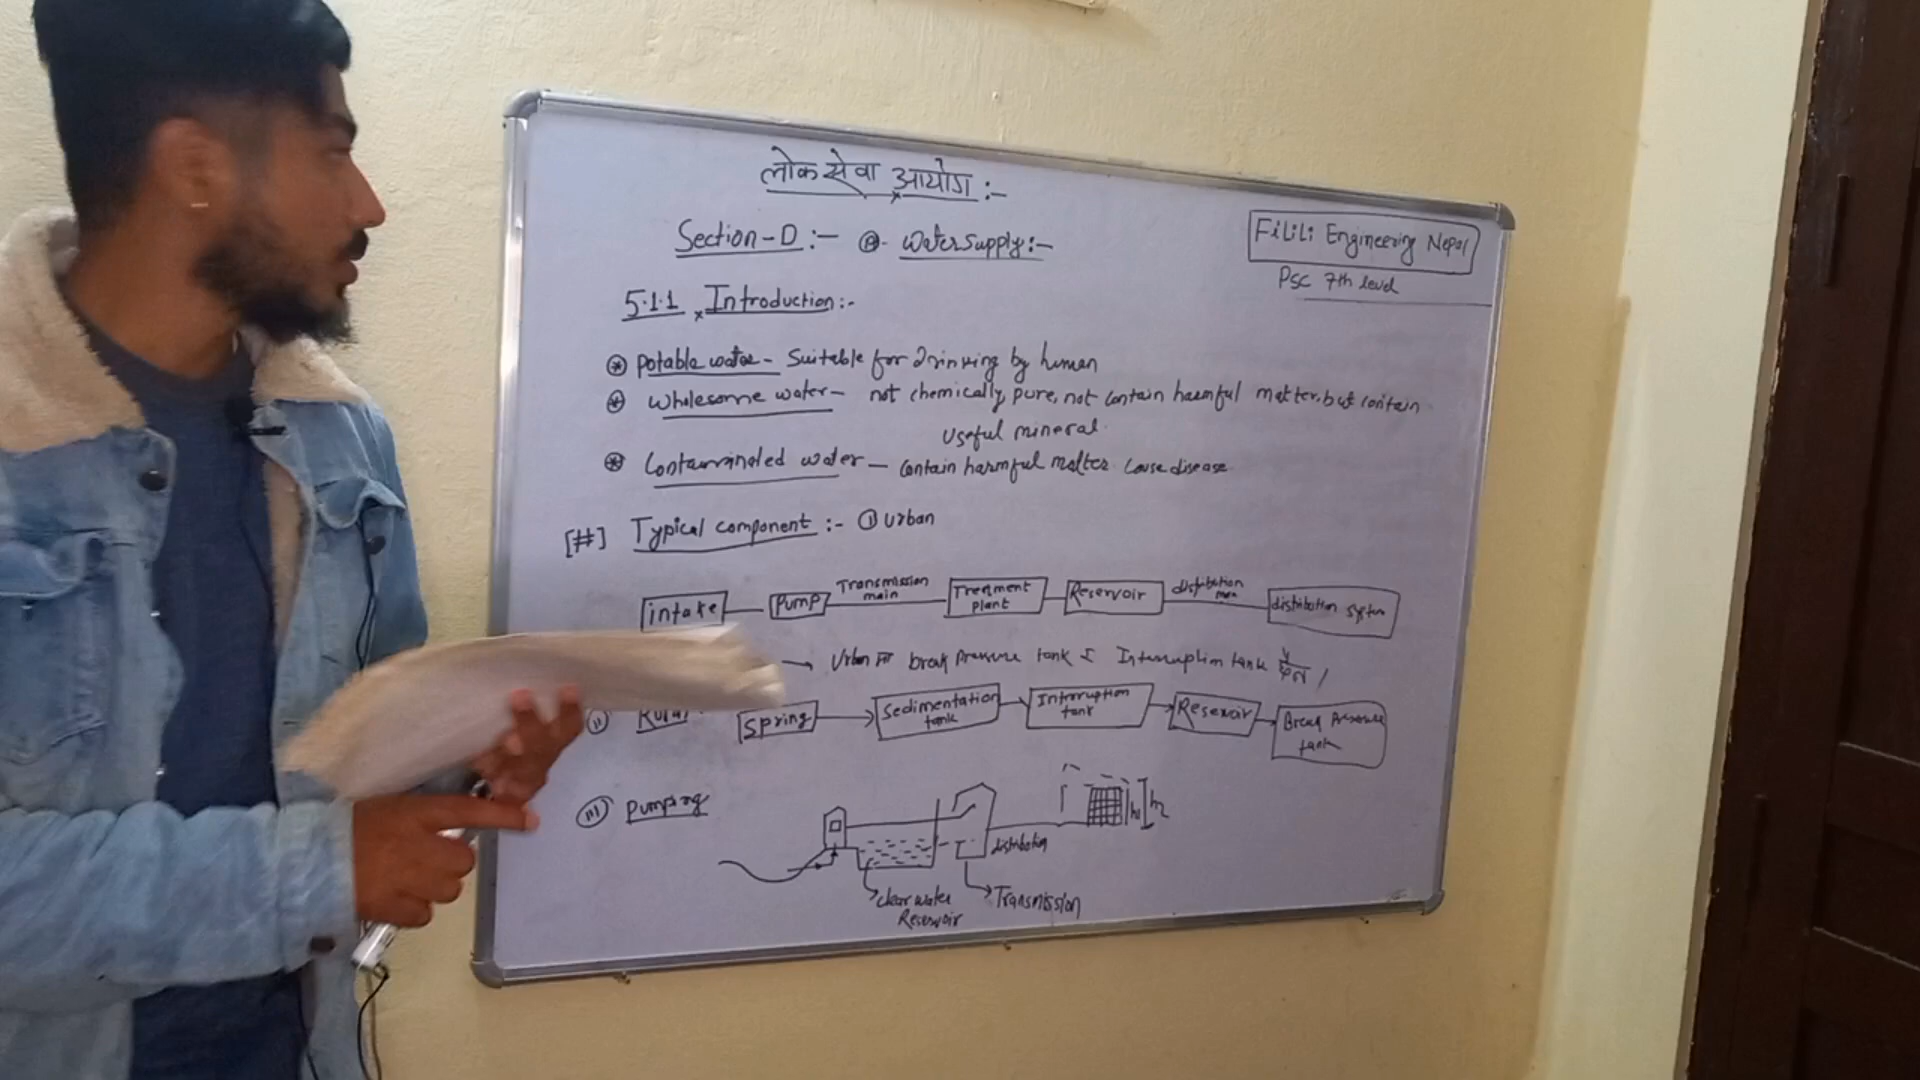 लोक सेवा आयोग :-
Section-D :- B- Water supply :-
Filili Engineering Nepal
PSC 7th level
5.1.1 Introduction :-
Potable water - Suitable for drinking by human
Wholesome water - not chemically pure, not contain harmful matter, but contain
useful mineral.
Contaminated water - contain harmful matter cause disease
[#] Typical component :- ① Urban
intake
Pump
Transmission
main
Treatment
plant
Reservoir
distribution
main
distribution system
Urban मा break Pressure tank र Interruption tank
Rural
Spring
Sedimentation
tank
Interruption
tank
Reservoir
Break Pressure
tank
(III) Pumping
distribution
h1
h2
clear water
Reservoir
Transmission